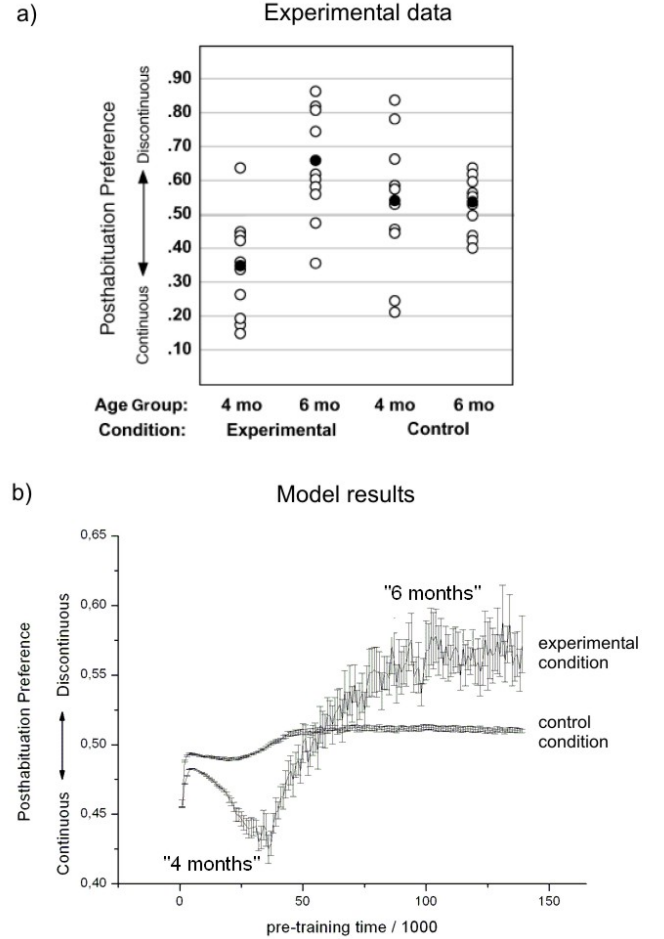 a)
Experimental data
Posthabituation Preference
Continuous
Discontinuous
.90
.80
.70
.60
.50
.40
.30
.20
.10
Age Group: 4 mo 6 mo 4 mo 6 mo
Condition: Experimental Control
b)
Model results
Posthabituation Preference
Continuous
Discontinuous
0,65
0,60
0,55
0,50
0,45
0,40
"6 months"
experimental
condition
control
condition
"4 months"
0 50 100 150
pre-training time / 1000